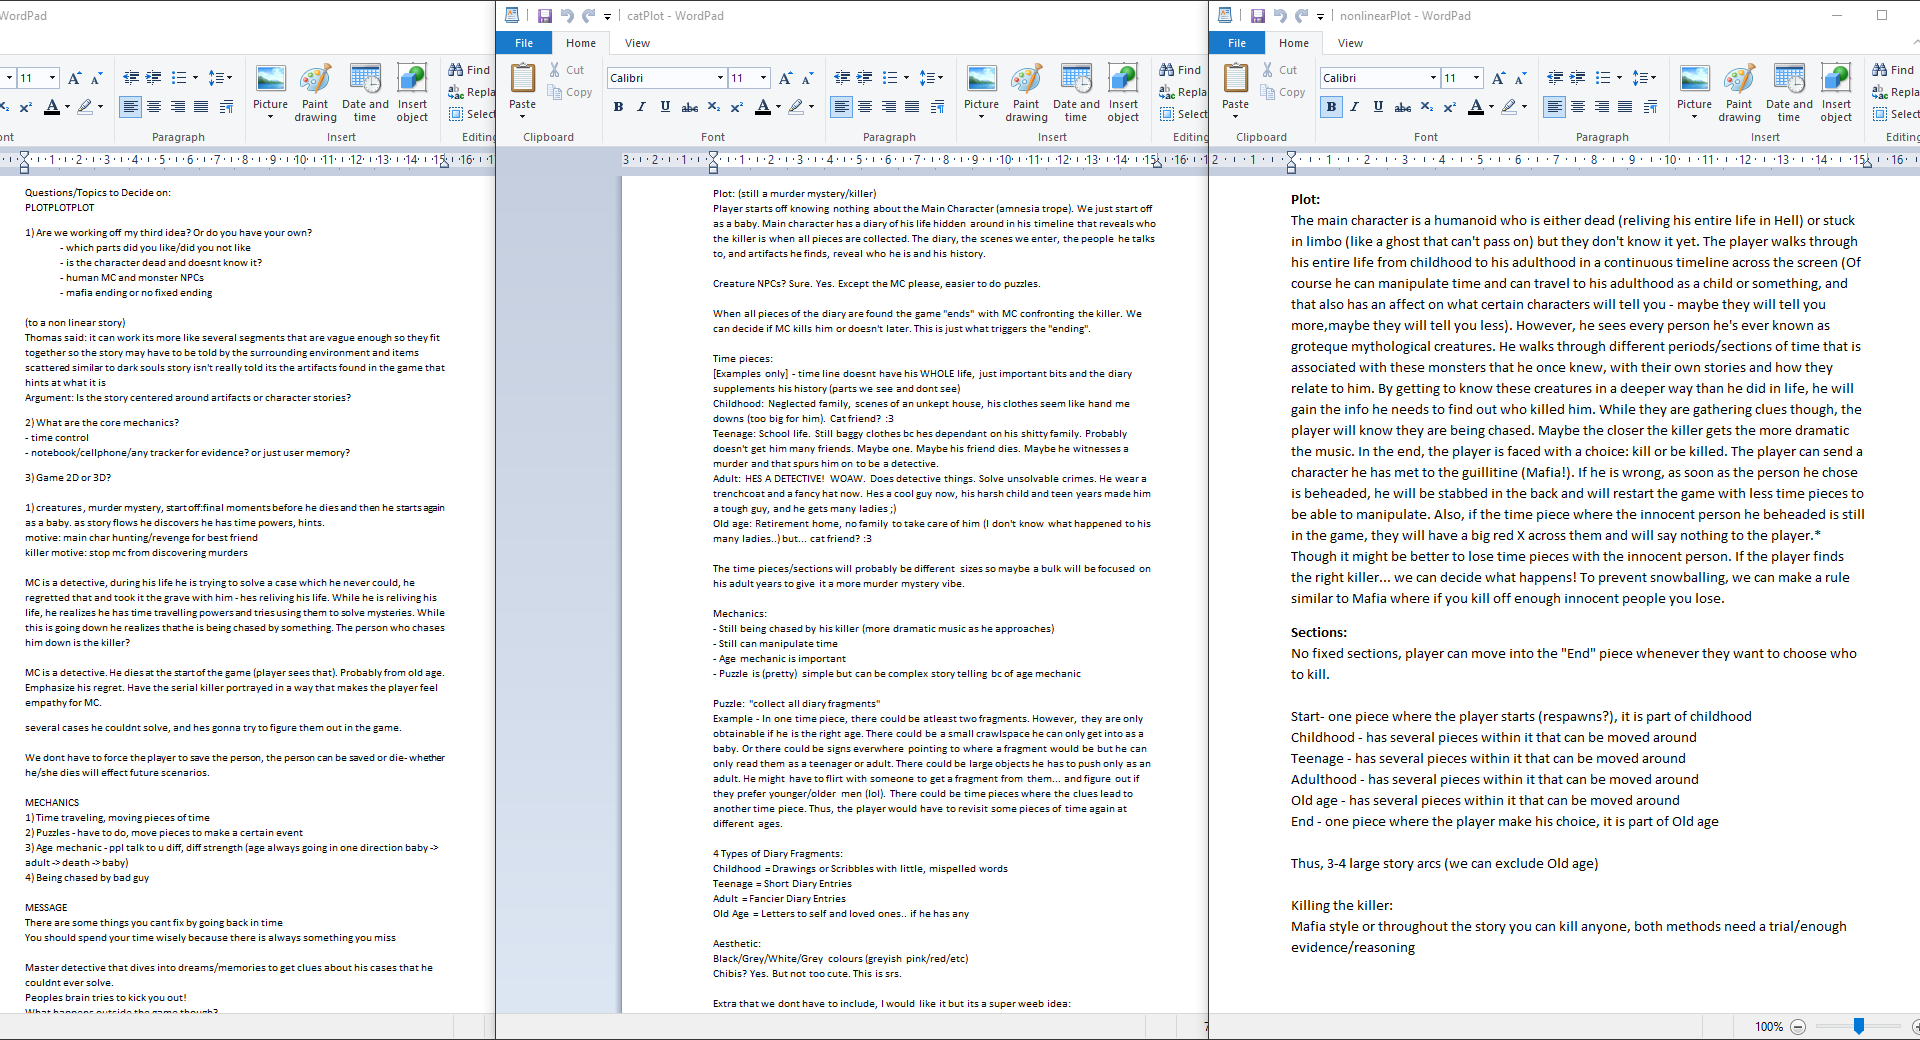 WordPad
11
Find
Repla
Select
Picture
Paint drawing
Date and time
Insert object
ont
Paragraph
Insert
Editing
1 2 3 4 5 6 7 8 9 10 11 12 13 14 15 16 1
Questions/Topics to Decide on:
PLOTPLOTPLOT
1) Are we working off my third idea? Or do you have your own?
- which parts did you like/did you not like
- is the character dead and doesnt know it?
- human MC and monster NPCs
- mafia ending or no fixed ending
(to a non linear story)
Thomas said: it can work its more like several segments that are vague enough so they fit
together so the story may have to be told by the surrounding environment and items
scattered similar to dark souls story isn't really told its the artifacts found in the game that
hints at what it is
Argument: Is the story centered around artifacts or character stories?
2) What are the core mechanics?
- time control
- notebook/cellphone/any tracker for evidence? or just user memory?
3) Game 2D or 3D?
1) creatures, murder mystery, start off:final moments before he dies and then he starts again
as a baby. as story flows he discovers he has time powers, hints.
motive: main char hunting/revenge for best friend
killer motive: stop mc from discovering murders
MC is a detective, during his life he is trying to solve a case which he never could, he
regretted that and took it the grave with him - hes reliving his life. While he is reliving his
life, he realizes he has time travelling powers and tries using them to solve mysteries. While
this is going down he realizes that he is being chased by something. The person who chases
him down is the killer?
MC is a detective. He dies at the start of the game (player sees that). Probably from old age.
Emphasize his regret. Have the serial killer portrayed in a way that makes the player feel
empathy for MC.
several cases he couldnt solve, and hes gonna try to figure them out in the game.
We dont have to force the player to save the person, the person can be saved or die- whether
he/she dies will effect future scenarios.
MECHANICS
1) Time traveling, moving pieces of time
2) Puzzles - have to do, move pieces to make a certain event
3) Age mechanic - ppl talk to u diff, diff strength (age always going in one direction baby ->
adult -> death -> baby)
4) Being chased by bad guy
MESSAGE
There are some things you cant fix by going back in time
You should spend your time wisely because there is always something you miss
Master detective that dives into dreams/memories to get clues about his cases that he
couldnt ever solve.
Peoples brain tries to kick you out!
What happens outside the game though?
catPlot - WordPad
File Home View
Paste
Cut
Copy
Calibri 11
Find
Repla
Select
Picture
Paint drawing
Date and time
Insert object
Clipboard
Font
Paragraph
Insert
Editing
3 2 1 1 2 3 4 5 6 7 8 9 10 11 12 13 14 15 16 1
Plot: (still a murder mystery/killer)
Player starts off knowing nothing about the Main Character (amnesia trope). We just start off
as a baby. Main character has a diary of his life hidden around in his timeline that reveals who
the killer is when all pieces are collected. The diary, the scenes we enter, the people he talks
to, and artifacts he finds, reveal who he is and his history.
Creature NPCs? Sure. Yes. Except the MC please, easier to do puzzles.
When all pieces of the diary are found the game "ends" with MC confronting the killer. We
can decide if MC kills him or doesn't later. This is just what triggers the "ending".
Time pieces:
[Examples only] - time line doesnt have his WHOLE life, just important bits and the diary
supplements his history (parts we see and dont see)
Childhood: Neglected family, scenes of an unkept house, his clothes seem like hand me
downs (too big for him). Cat friend? :3
Teenage: School life. Still baggy clothes bc hes dependant on his shitty family. Probably
doesn't get him many friends. Maybe one. Maybe his friend dies. Maybe he witnesses a
murder and that spurs him on to be a detective.
Adult: HES A DETECTIVE! WOAW. Does detective things. Solve unsolvable crimes. He wear a
trenchcoat and a fancy hat now. Hes a cool guy now, his harsh child and teen years made him
a tough guy, and he gets many ladies ;)
Old age: Retirement home, no family to take care of him (I don't know what happened to his
many ladies..) but... cat friend? :3
The time pieces/sections will probably be different sizes so maybe a bulk will be focused on
his adult years to give it a more murder mystery vibe.
Mechanics:
- Still being chased by his killer (more dramatic music as he approaches)
- Still can manipulate time
- Age mechanic is important
- Puzzle is (pretty) simple but can be complex story telling bc of age mechanic
Puzzle: "collect all diary fragments"
Example - In one time piece, there could be atleast two fragments. However, they are only
obtainable if he is the right age. There could be a small crawlspace he can only get into as a
baby. Or there could be signs everwhere pointing to where a fragment would be but he can
only read them as a teenager or adult. There could be large objects he has to push only as an
adult. He might have to flirt with someone to get a fragment from them... and figure out if
they prefer younger/older men (lol). There could be time pieces where the clues lead to
another time piece. Thus, the player would have to revisit some pieces of time again at
different ages.
4 Types of Diary Fragments:
Childhood = Drawings or Scribbles with little, mispelled words
Teenage = Short Diary Entries
Adult = Fancier Diary Entries
Old Age = Letters to self and loved ones.. if he has any
Aesthetic:
Black/Grey/White/Grey colours (greyish pink/red/etc)
Chibis? Yes. But not too cute. This is srs.
Extra that we dont have to include, I would like it but its a super weeb idea:
7
nonlinearPlot - WordPad
File Home View
Paste
Cut
Copy
Calibri 11
Find
Repla
Select
Picture
Paint drawing
Date and time
Insert object
Clipboard
Font
Paragraph
Insert
Editing
2 1 1 2 3 4 5 6 7 8 9 10 11 12 13 14 15 16
Plot:
The main character is a humanoid who is either dead (reliving his entire life in Hell) or stuck
in limbo (like a ghost that can't pass on) but they don't know it yet. The player walks through
his entire life from childhood to his adulthood in a continuous timeline across the screen (Of
course he can manipulate time and can travel to his adulthood as a child or something, and
that also has an affect on what certain characters will tell you - maybe they will tell you
more,maybe they will tell you less). However, he sees every person he's ever known as
groteque mythological creatures. He walks through different periods/sections of time that is
associated with these monsters that he once knew, with their own stories and how they
relate to him. By getting to know these creatures in a deeper way than he did in life, he will
gain the info he needs to find out who killed him. While they are gathering clues though, the
player will know they are being chased. Maybe the closer the killer gets the more dramatic
the music. In the end, the player is faced with a choice: kill or be killed. The player can send a
character he has met to the guillitine (Mafia!). If he is wrong, as soon as the person he chose
is beheaded, he will be stabbed in the back and will restart the game with less time pieces to
be able to manipulate. Also, if the time piece where the innocent person he beheaded is still
in the game, they will have a big red X across them and will say nothing to the player.*
Though it might be better to lose time pieces with the innocent person. If the player finds
the right killer... we can decide what happens! To prevent snowballing, we can make a rule
similar to Mafia where if you kill off enough innocent people you lose.
Sections:
No fixed sections, player can move into the "End" piece whenever they want to choose who
to kill.
Start- one piece where the player starts (respawns?), it is part of childhood
Childhood - has several pieces within it that can be moved around
Teenage - has several pieces within it that can be moved around
Adulthood - has several pieces within it that can be moved around
Old age - has several pieces within it that can be moved around
End - one piece where the player make his choice, it is part of Old age
Thus, 3-4 large story arcs (we can exclude Old age)
Killing the killer:
Mafia style or throughout the story you can kill anyone, both methods need a trial/enough
evidence/reasoning
100%